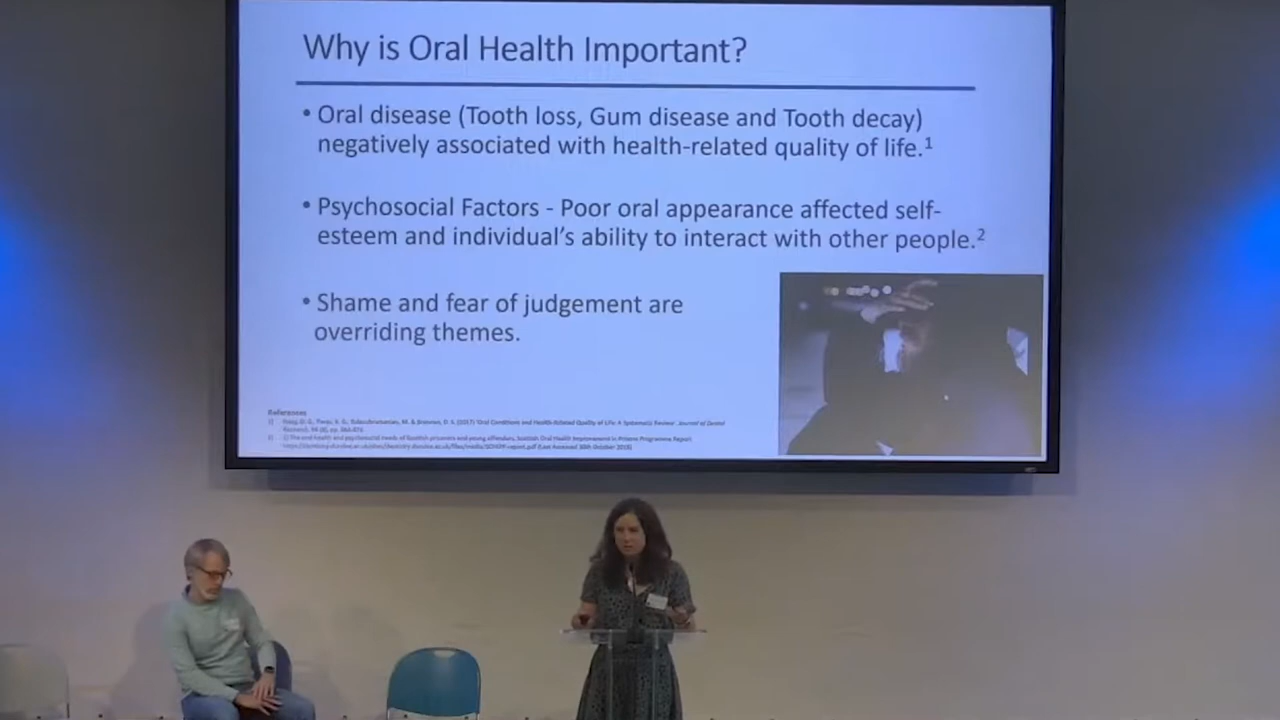 Why is Oral Health Important?
• Oral disease (Tooth loss, Gum disease and Tooth decay)
negatively associated with health-related quality of life.1
• Psychosocial Factors - Poor oral appearance affected self-
esteem and individual's ability to interact with other people.2
• Shame and fear of judgement are
overriding themes.
References